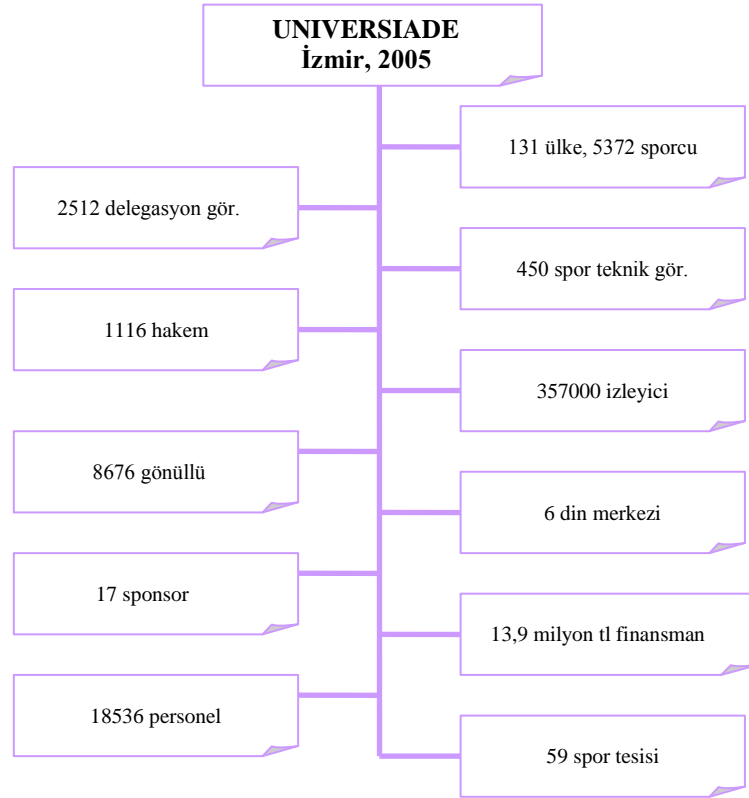 UNIVERSIADE
İzmir, 2005
131 ülke, 5372 sporcu
2512 delegasyon gör.
450 spor teknik gör.
1116 hakem
357000 izleyici
8676 gönüllü
6 din merkezi
17 sponsor
13,9 milyon tl finansman
18536 personel
59 spor tesisi